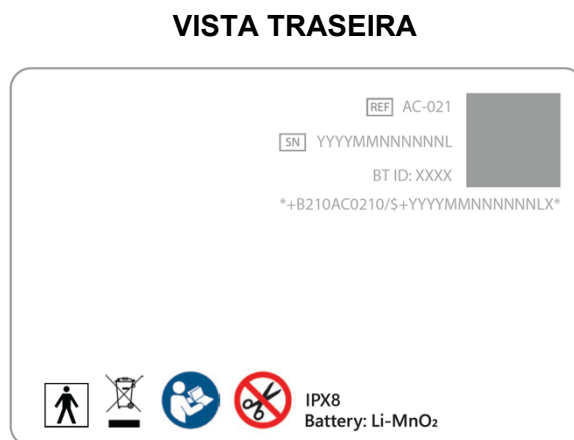 VISTA TRASEIRA
REF AC-021
SN YYYYMMNNNNNNL
BT ID: XXXX
*+B210AC0210/$+YYYYMMNNNNNNLX*
IPX8
Battery: Li-MnO₂